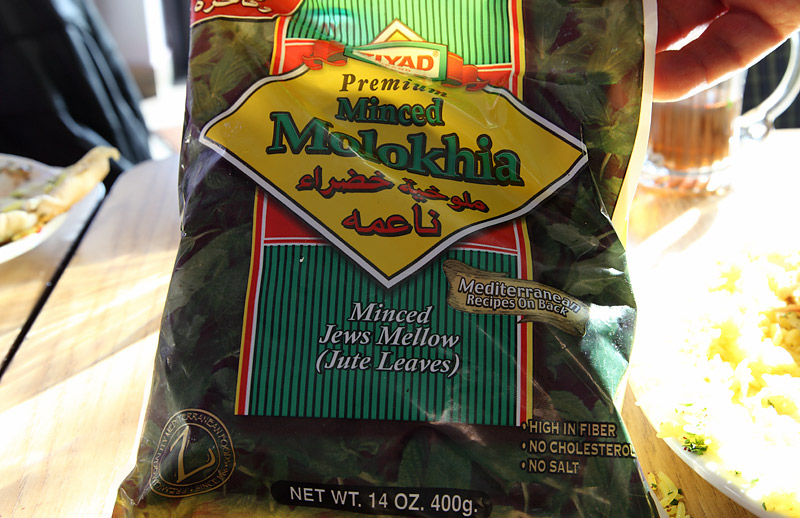 فاخرة
ZIYAD
Premium
Minced
Molokhia
ملوخية خضراء
ناعمه
Mediterranean
Recipes On Back
Minced
Jews Mellow
(Jute Leaves)
• HIGH IN FIBER
• NO CHOLESTEROL
• NO SALT
NET WT. 14 OZ. 400g.